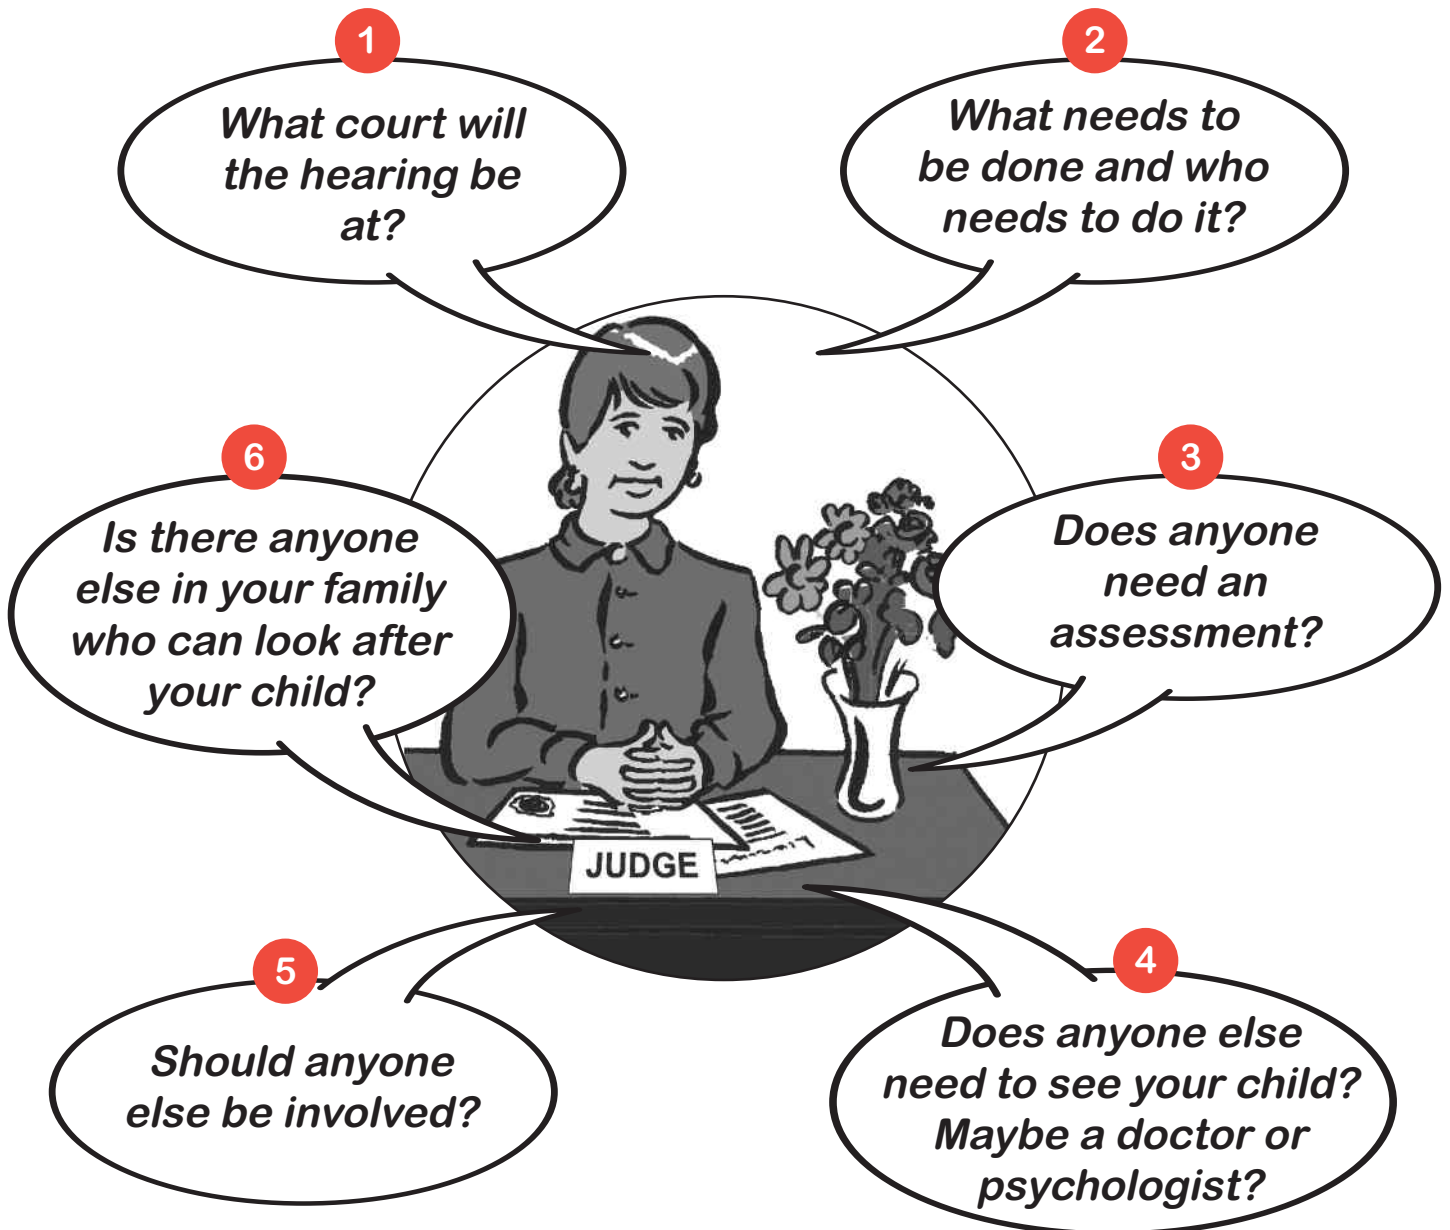 1
What court will
the hearing be
at?
2
What needs to
be done and who
needs to do it?
3
Does anyone
need an
assessment?
4
Does anyone else
need to see your child?
Maybe a doctor or
psychologist?
5
Should anyone
else be involved?
6
Is there anyone
else in your family
who can look after
your child?
JUDGE